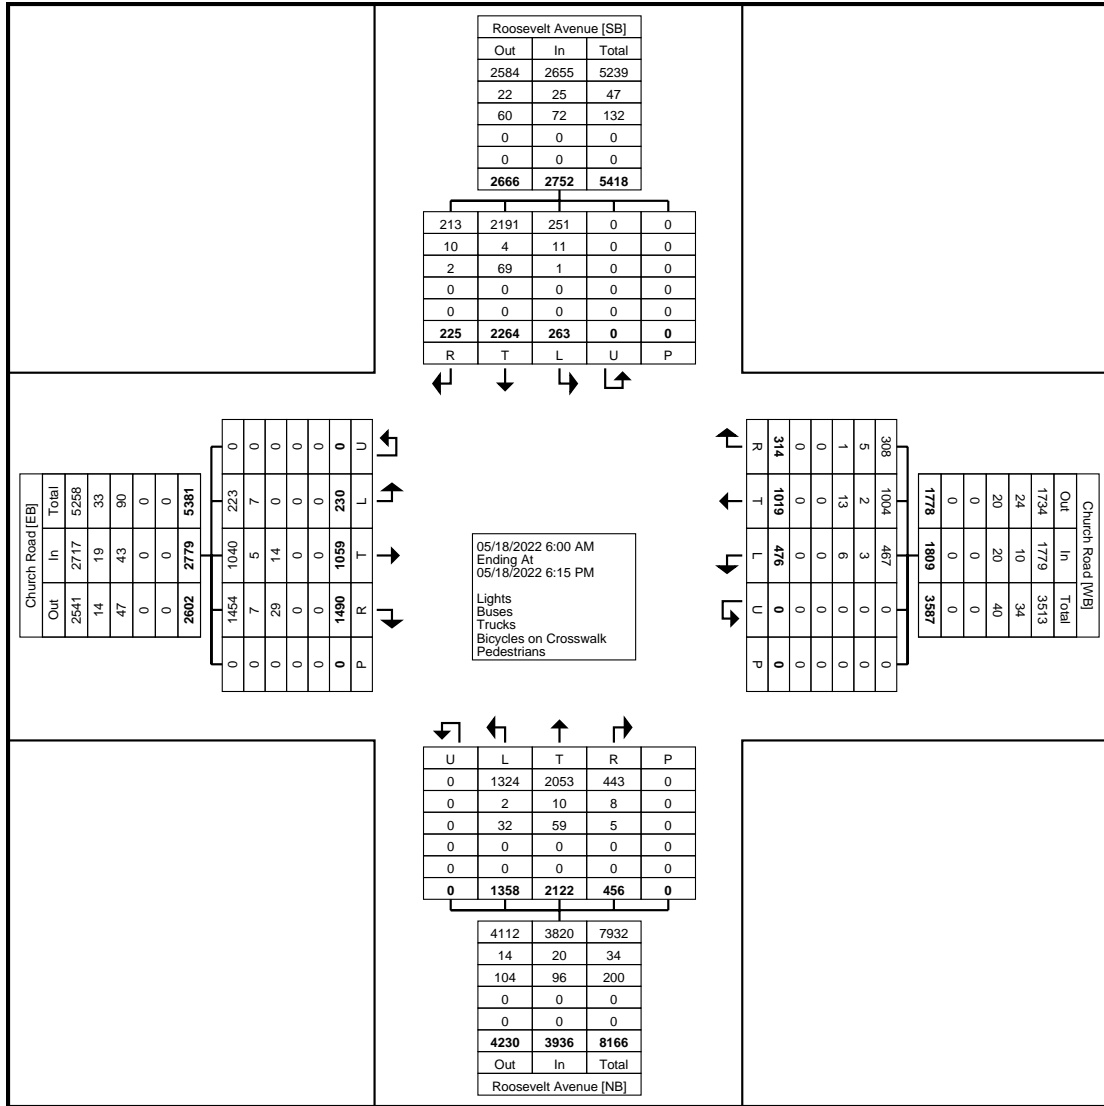 Roosevelt Avenue [SB]
Out In Total
2584 2655 5239
22 25 47
60 72 132
0 0 0
0 0 0
2666 2752 5418
213 2191 251 0 0
10 4 11 0 0
2 69 1 0 0
0 0 0 0 0
0 0 0 0 0
225 2264 263 0 0
R T L U P
Church Road [EB]
Total In Out
5258 2717 2541
33 19 14
90 43 47
0 0 0
0 0 0
5381 2779 2602
0 223 1040 1454 0
0 7 5 7 0
0 0 14 29 0
0 0 0 0 0
0 0 0 0 0
0 230 1059 1490 0
U L T R P
05/18/2022 6:00 AM
Ending At
05/18/2022 6:15 PM
Lights
Buses
Trucks
Bicycles on Crosswalk
Pedestrians
R T L U P
314 1019 476 0 0
0 0 0 0 0
0 0 0 0 0
1 13 6 0 0
5 2 3 0 0
308 1004 467 0 0
1778 1809 3587
0 0 0
0 0 0
20 20 40
24 10 34
1734 1779 3513
Out In Total
Church Road [WB]
U L T R P
0 1324 2053 443 0
0 2 10 8 0
0 32 59 5 0
0 0 0 0 0
0 0 0 0 0
0 1358 2122 456 0
4112 3820 7932
14 20 34
104 96 200
0 0 0
0 0 0
4230 3936 8166
Out In Total
Roosevelt Avenue [NB]